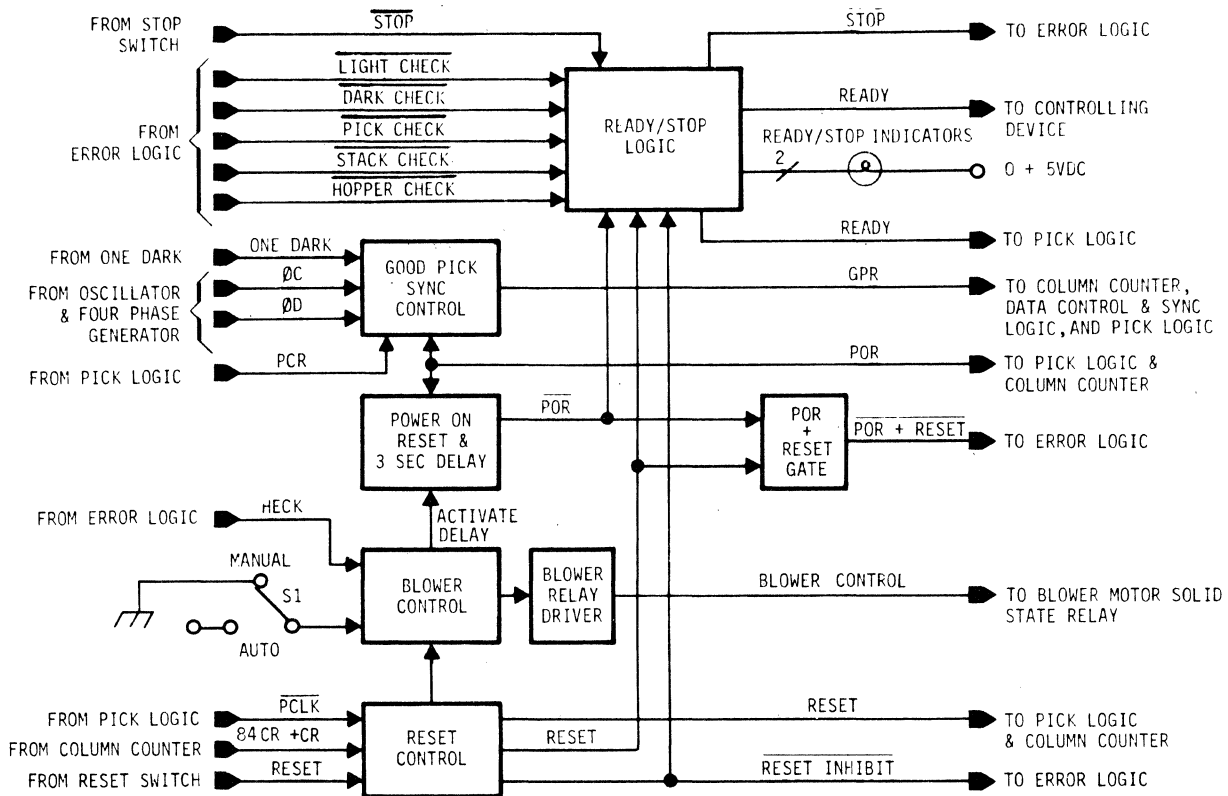 FROM STOP
SWITCH
STOP
STOP
TO ERROR LOGIC
LIGHT CHECK
DARK CHECK
PICK CHECK
STACK CHECK
HOPPER CHECK
FROM
ERROR LOGIC
READY/STOP
LOGIC
READY
TO CONTROLLING
DEVICE
READY/STOP INDICATORS
2
0 + 5VDC
READY
TO PICK LOGIC
FROM ONE DARK
ONE DARK
FROM OSCILLATOR
& FOUR PHASE
GENERATOR
ØC
ØD
GOOD PICK
SYNC
CONTROL
GPR
TO COLUMN COUNTER,
DATA CONTROL & SYNC
LOGIC, AND PICK LOGIC
FROM PICK LOGIC
PCR
POR
TO PICK LOGIC &
COLUMN COUNTER
POWER ON
RESET &
3 SEC DELAY
POR
POR
+
RESET
GATE
POR + RESET
TO ERROR LOGIC
FROM ERROR LOGIC
HECK
ACTIVATE
DELAY
MANUAL
S1
AUTO
BLOWER
CONTROL
BLOWER
RELAY
DRIVER
BLOWER CONTROL
TO BLOWER MOTOR SOLID
STATE RELAY
FROM PICK LOGIC
PCLK
FROM COLUMN COUNTER
84CR +CR
FROM RESET SWITCH
RESET
RESET
CONTROL
RESET
RESET
TO PICK LOGIC
& COLUMN COUNTER
RESET INHIBIT
TO ERROR LOGIC